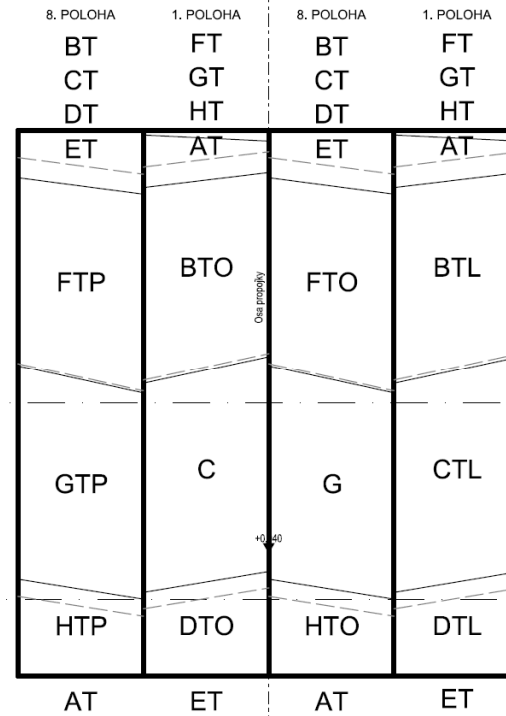 8. POLOHA 1. POLOHA 8. POLOHA 1. POLOHA
BT FT BT FT
CT GT CT GT
DT HT DT HT
ET AT ET AT
FTP BTO FTO BTL
Osa propojky
GTP C G CTL
HTP DTO HTO DTL
AT ET AT ET